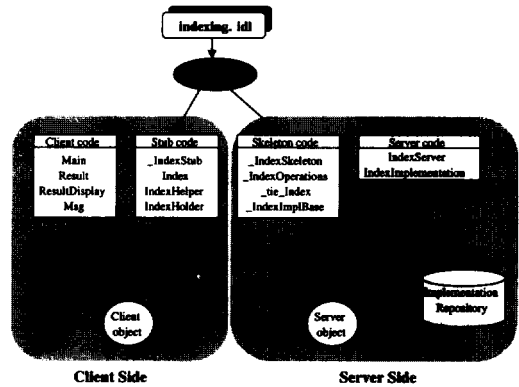 indexing. idl
Client code
Main
Result
ResultDisplay
Msg
Stub code
_IndexStub
Index
IndexHelper
IndexHolder
Skeleton code
_IndexSkeleton
_IndexOperations
_tie_Index
_IndexImplBase
Server code
IndexServer
IndexImplementation
Client
object
Server
object
Implementation
Repository
Client Side
Server Side